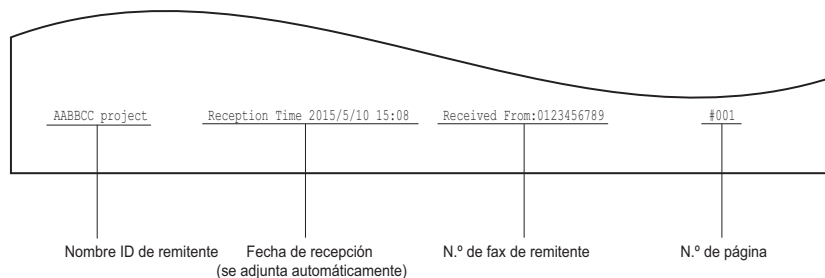 AABBCC project Reception Time 2015/5/10 15:08 Received From:0123456789 #001
Nombre ID de remitente Fecha de recepción N.º de fax de remitente N.º de página
(se adjunta automáticamente)